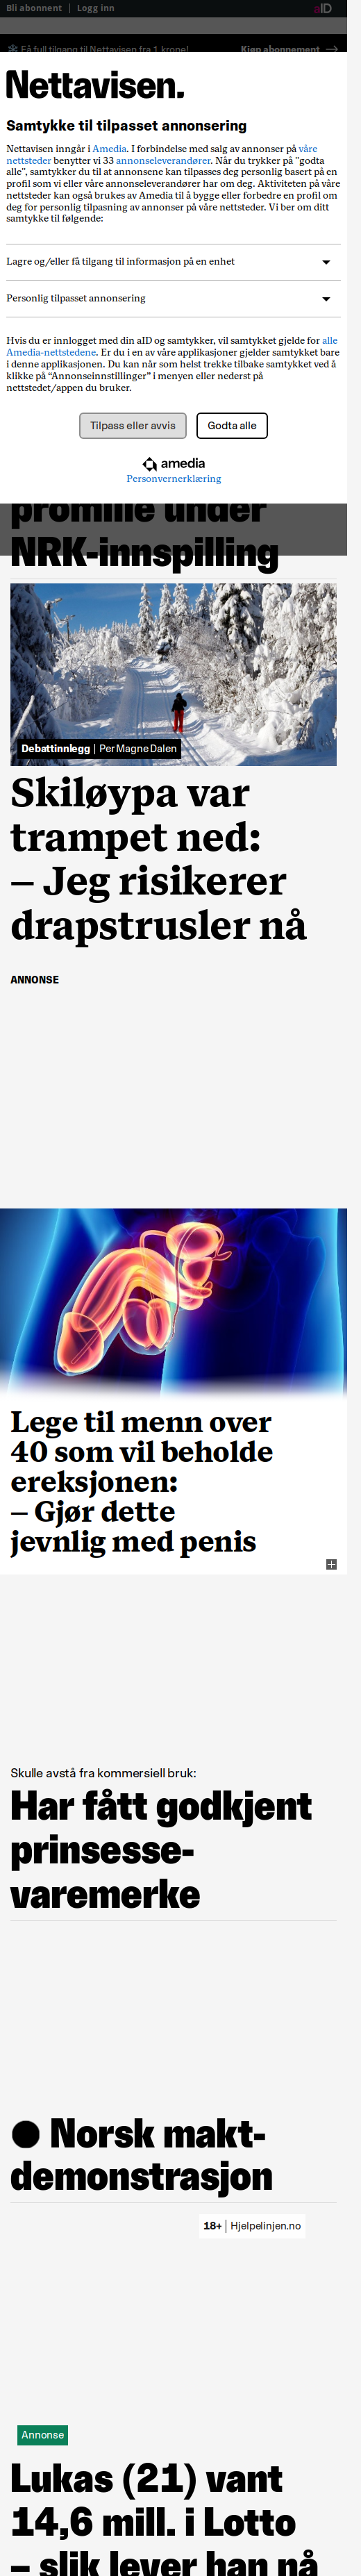 Bli abonnent | Logg inn aID
Få full tilgang til Nettavisen fra 1 krone! Kjøp abonnement →
Nettavisen.
Samtykke til tilpasset annonsering
Nettavisen inngår i Amedia. I forbindelse med salg av annonser på våre
nettsteder benytter vi 33 annonseleverandører. Når du trykker på "godta
alle", samtykker du til at annonsene kan tilpasses deg personlig basert på en
profil som vi eller våre annonseleverandører har om deg. Aktiviteten på våre
nettsteder kan også brukes av Amedia til å bygge eller forbedre en profil om
deg for personlig tilpasning av annonser på våre nettsteder. Vi ber om ditt
samtykke til følgende:
Lagre og/eller få tilgang til informasjon på en enhet
Personlig tilpasset annonsering
Hvis du er innlogget med din aID og samtykker, vil samtykket gjelde for alle
Amedia-nettstedene. Er du i en av våre applikasjoner gjelder samtykket bare
i denne applikasjonen. Du kan når som helst trekke tilbake samtykket ved å
klikke på “Annonseinnstillinger” i menyen eller nederst på
nettstedet/appen du bruker.
Tilpass eller avvis Godta alle
amedia
Personvernerklæring
promille under
NRK-innspilling
Debattinnlegg | Per Magne Dalen
Skiløypa var
trampet ned:
– Jeg risikerer
drapstrusler nå
ANNONSE
Lege til menn over
40 som vil beholde
ereksjonen:
– Gjør dette
jevnlig med penis
Skulle avstå fra kommersiell bruk:
Har fått godkjent
prinsesse-
varemerke
Norsk makt-
demonstrasjon
18+ | Hjelpelinjen.no
Annonse
Lukas (21) vant
14,6 mill. i Lotto
– slik lever han nå